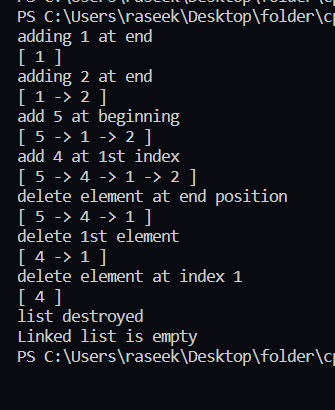 PS C:\Users\raseek\Desktop\folder\cp
adding 1 at end
[ 1 ]
adding 2 at end
[ 1 -> 2 ]
add 5 at beginning
[ 5 -> 1 -> 2 ]
add 4 at 1st index
[ 5 -> 4 -> 1 -> 2 ]
delete element at end position
[ 5 -> 4 -> 1 ]
delete 1st element
[ 4 -> 1 ]
delete element at index 1
[ 4 ]
list destroyed
Linked list is empty
PS C:\Users\raseek\Desktop\folder\cp